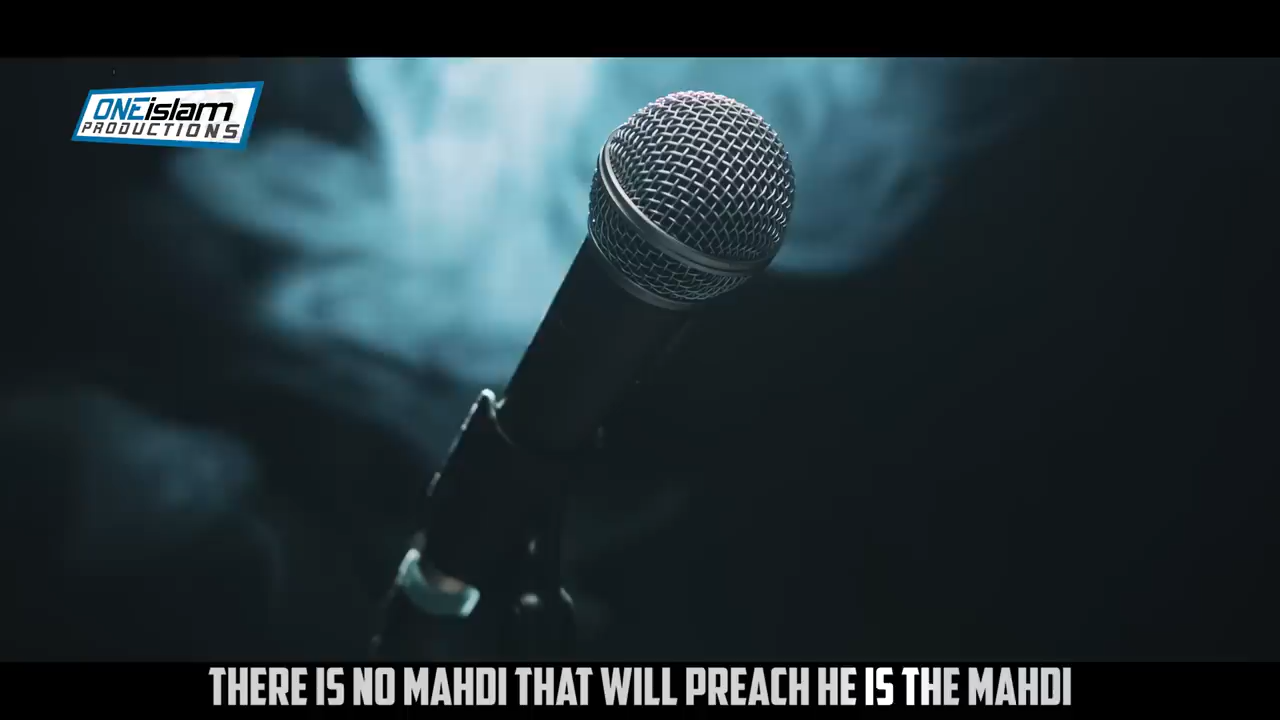 ONEislam
PRODUCTIONS
THERE IS NO MAHDI THAT WILL PREACH HE IS THE MAHDI